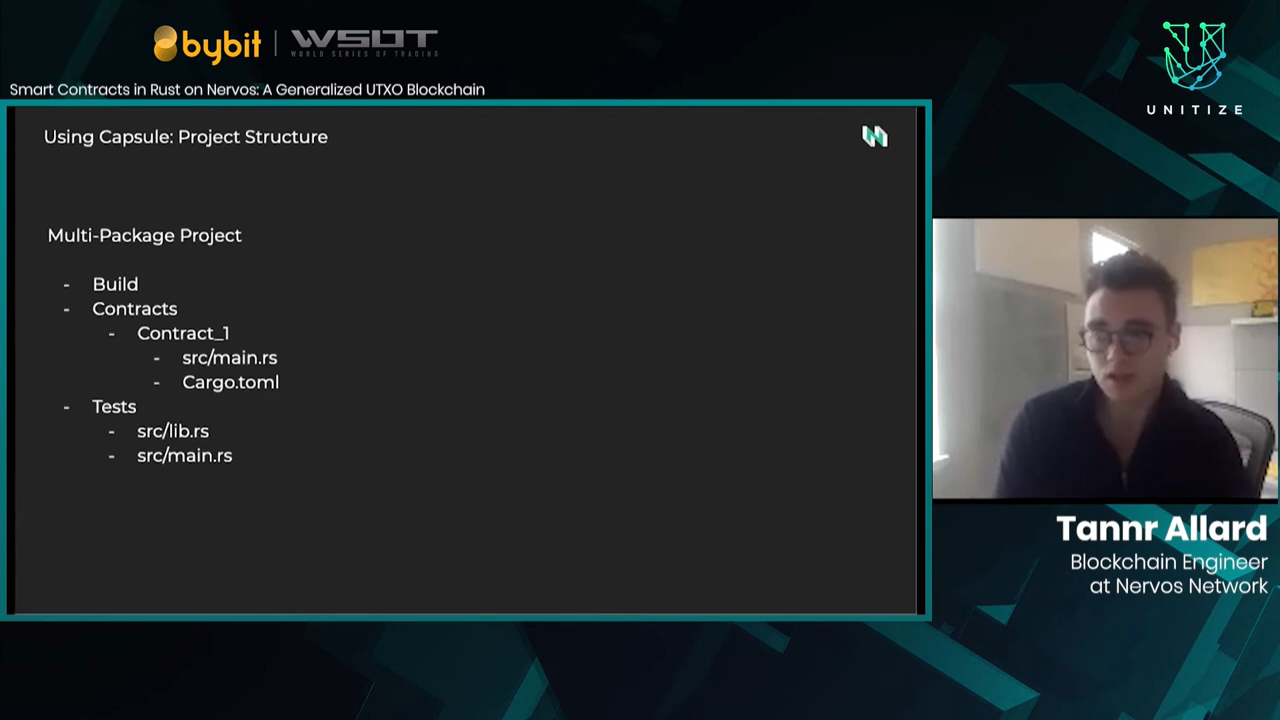 bybit | WSOT
WORLD SERIES OF TRADING
Smart Contracts in Rust on Nervos: A Generalized UTXO Blockchain
UNITIZE
Using Capsule: Project Structure
Multi-Package Project
- Build
- Contracts
- Contract_1
- src/main.rs
- Cargo.toml
- Tests
- src/lib.rs
- src/main.rs
Tannr Allard
Blockchain Engineer
at Nervos Network